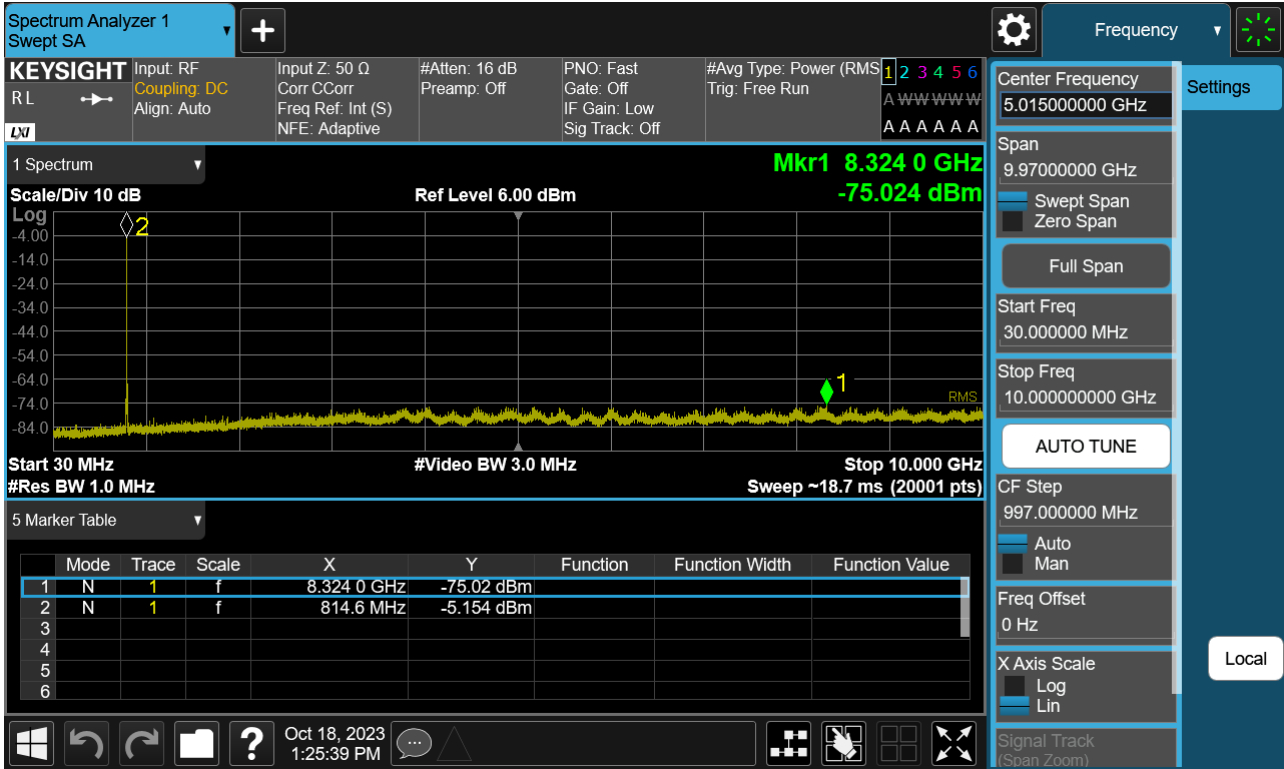 Spectrum Analyzer 1
Swept SA
Frequency
KEYSIGHT
R L
LXI
Input: RF
Coupling: DC
Align: Auto
Input Z: 50 Ω
Corr CCorr
Freq Ref: Int (S)
NFE: Adaptive
#Atten: 16 dB
Preamp: Off
PNO: Fast
Gate: Off
IF Gain: Low
Sig Track: Off
#Avg Type: Power (RMS
Trig: Free Run
1 2 3 4 5 6
A W W W W W
A A A A A A
1 Spectrum
Mkr1 8.324 0 GHz
-75.024 dBm
Scale/Div 10 dB
Ref Level 6.00 dBm
Log
-4.00
-14.0
-24.0
-34.0
-44.0
-54.0
-64.0
-74.0
-84.0
2
1
RMS
Start 30 MHz
#Video BW 3.0 MHz
Stop 10.000 GHz
#Res BW 1.0 MHz
Sweep ~18.7 ms (20001 pts)
5 Marker Table
Mode Trace Scale X Y Function Function Width Function Value
1 N 1 f 8.324 0 GHz -75.02 dBm
2 N 1 f 814.6 MHz -5.154 dBm
3
4
5
6
Oct 18, 2023
1:25:39 PM
Center Frequency
5.015000000 GHz
Span
9.97000000 GHz
Swept Span
Zero Span
Full Span
Start Freq
30.000000 MHz
Stop Freq
10.000000000 GHz
AUTO TUNE
CF Step
997.000000 MHz
Auto
Man
Freq Offset
0 Hz
X Axis Scale
Log
Lin
Signal Track
(Span Zoom)
Settings
Local